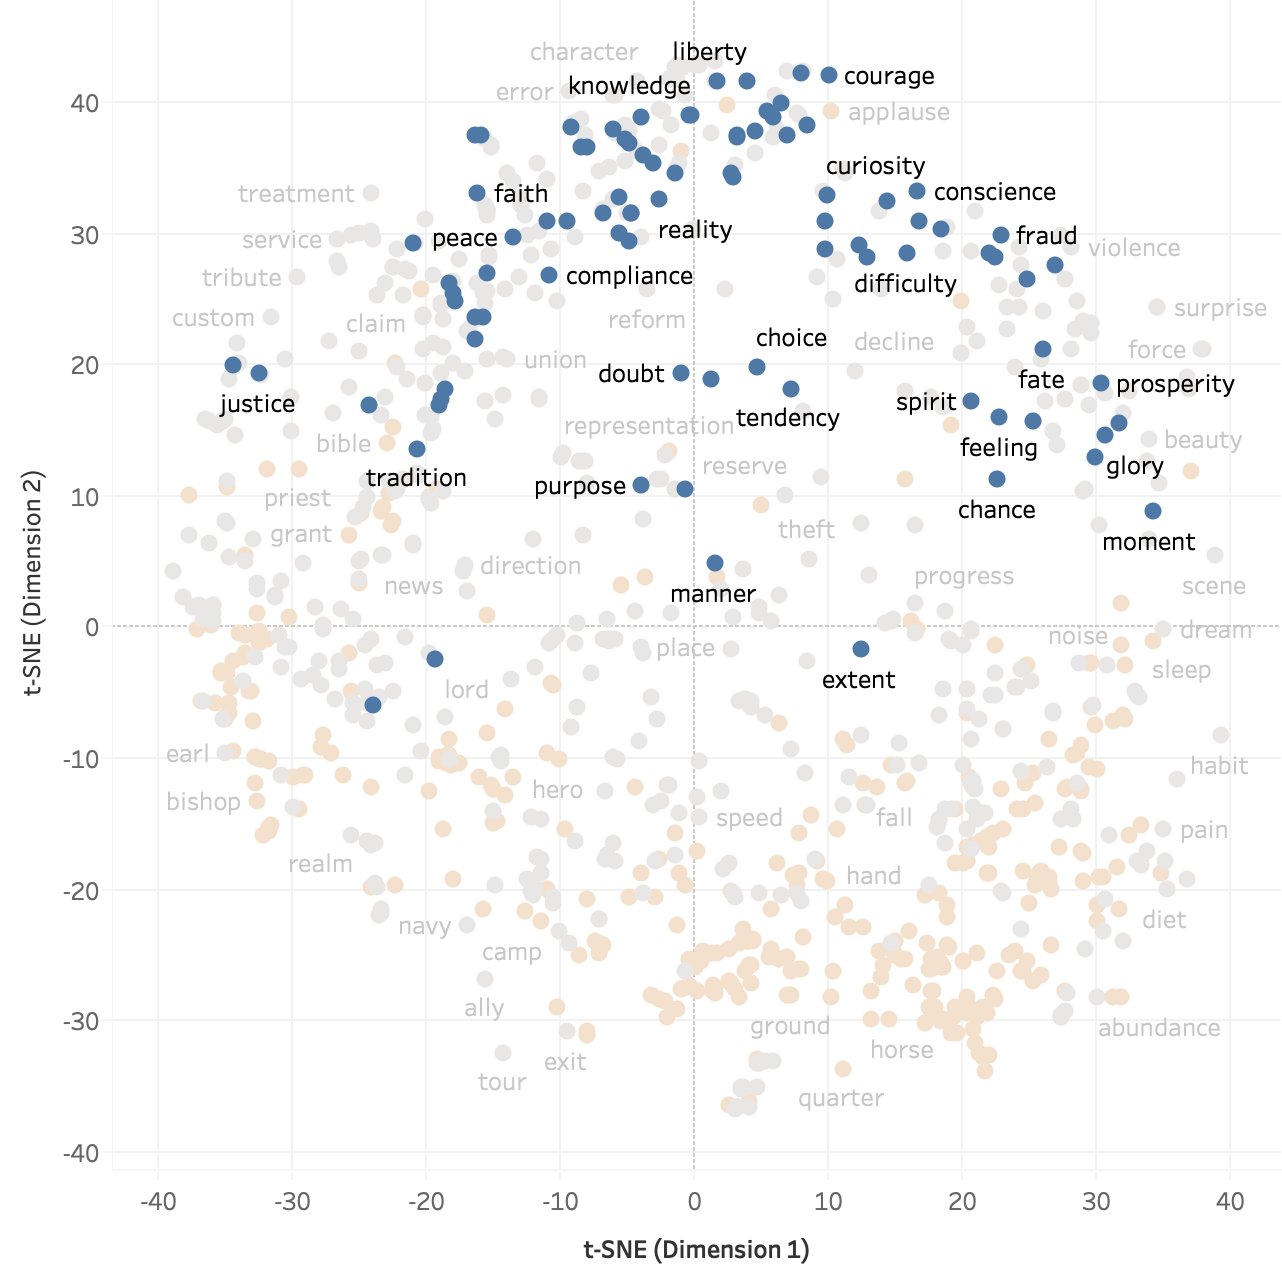 character
liberty
knowledge
courage
error
applause
curiosity
treatment
faith
conscience
service
peace
reality
fraud
violence
tribute
compliance
difficulty
surprise
custom
claim
reform
choice
decline
force
union
doubt
fate
prosperity
justice
spirit
tendency
bible
representation
feeling
beauty
tradition
purpose
reserve
glory
priest
chance
grant
theft
moment
direction
news
manner
progress
scene
place
noise
dream
lord
extent
sleep
earl
habit
bishop
hero
speed
fall
pain
realm
hand
navy
diet
camp
ally
ground
abundance
exit
horse
tour
quarter
40
30
20
10
0
-10
-20
-30
-40
t-SNE (Dimension 2)
-40 -30 -20 -10 0 10 20 30 40
t-SNE (Dimension 1)